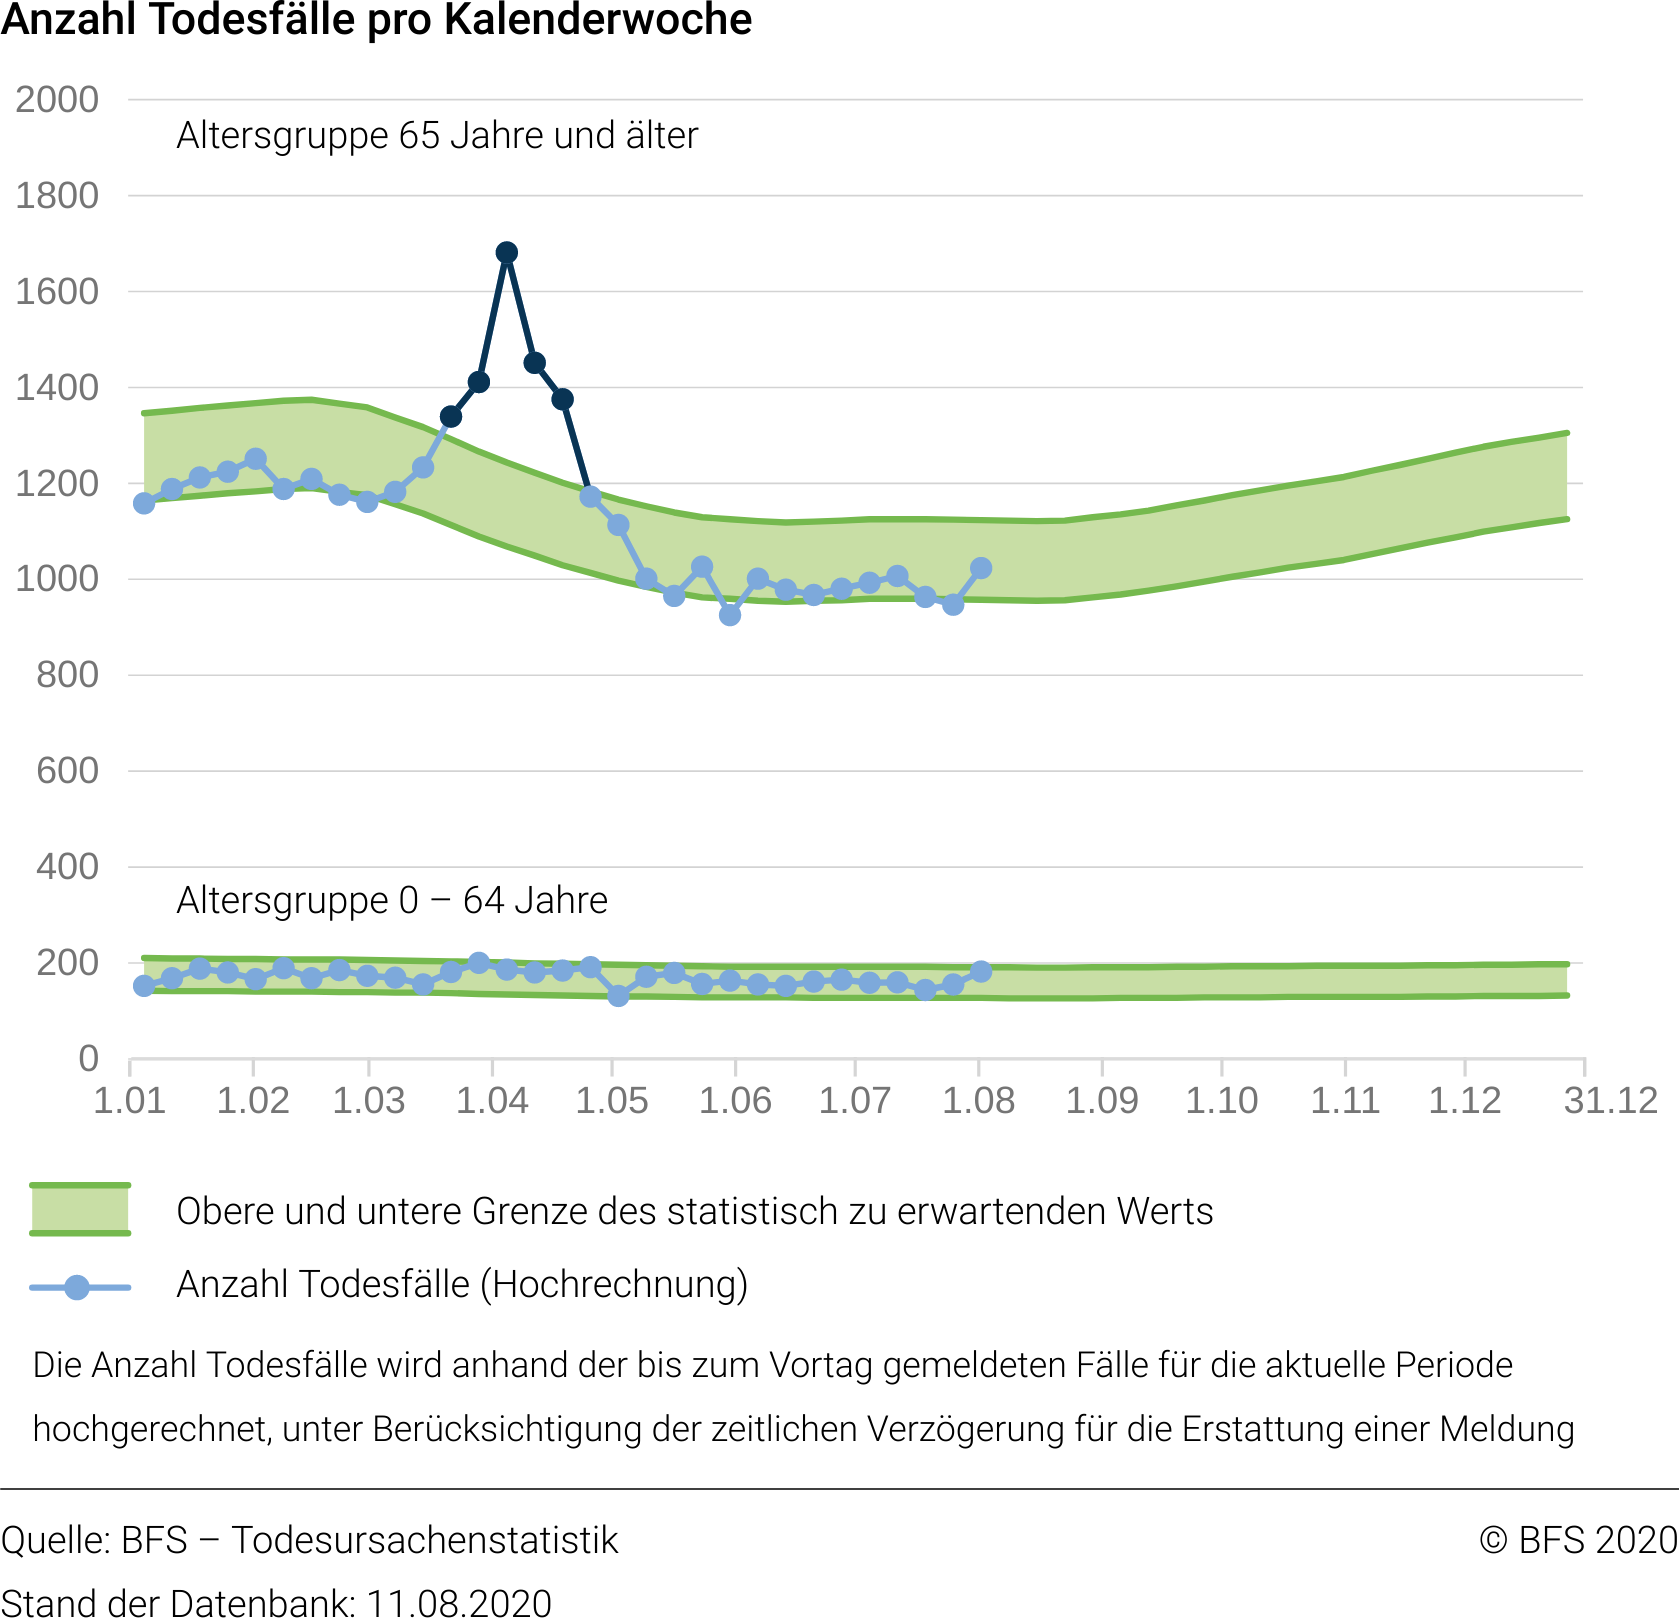 Anzahl Todesfälle pro Kalenderwoche
2000
Altersgruppe 65 Jahre und älter
1800
1600
1400
1200
1000
800
600
400
Altersgruppe 0 – 64 Jahre
200
0
1.01 1.02 1.03 1.04 1.05 1.06 1.07 1.08 1.09 1.10 1.11 1.12 31.12
Obere und untere Grenze des statistisch zu erwartenden Werts
Anzahl Todesfälle (Hochrechnung)
Die Anzahl Todesfälle wird anhand der bis zum Vortag gemeldeten Fälle für die aktuelle Periode
hochgerechnet, unter Berücksichtigung der zeitlichen Verzögerung für die Erstattung einer Meldung
Quelle: BFS – Todesursachenstatistik © BFS 2020
Stand der Datenbank: 11.08.2020